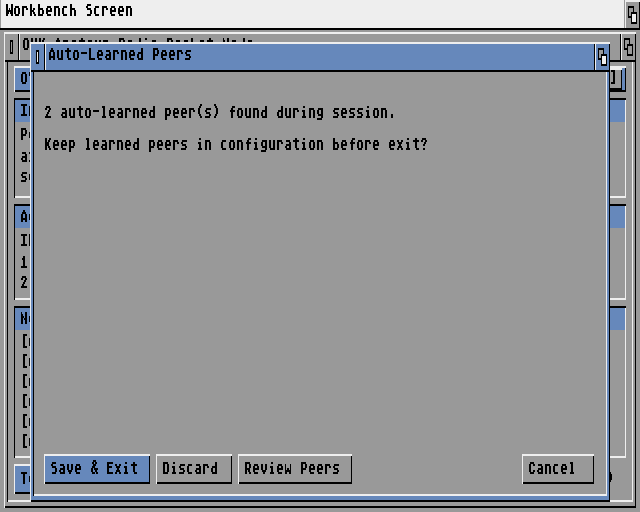 Workbench Screen
Auto-Learned Peers
2 auto-learned peer(s) found during session.
Keep learned peers in configuration before exit?
Save & Exit
Discard
Review Peers
Cancel